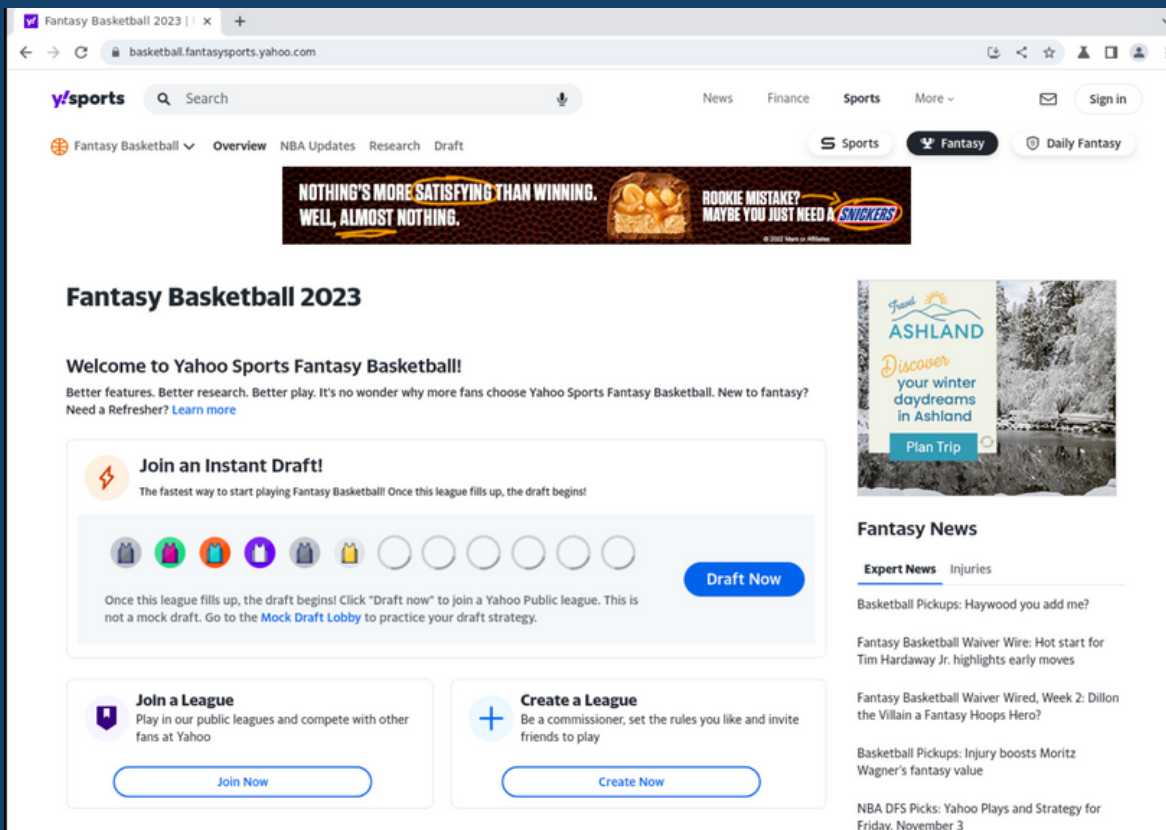 Fantasy Basketball 2023 |
basketball.fantasysports.yahoo.com
y!sports
Search
News Finance Sports More
Sign in
Fantasy Basketball Overview NBA Updates Research Draft
Sports Fantasy Daily Fantasy
NOTHING'S MORE SATISFYING THAN WINNING.
WELL, ALMOST NOTHING.
ROOKIE MISTAKE?
MAYBE YOU JUST NEED A SNICKERS
© 2022 Mars or Affiliates
Fantasy Basketball 2023
Welcome to Yahoo Sports Fantasy Basketball!
Better features. Better research. Better play. It's no wonder why more fans choose Yahoo Sports Fantasy Basketball. New to fantasy?
Need a Refresher? Learn more
Join an Instant Draft!
The fastest way to start playing Fantasy Basketball! Once this league fills up, the draft begins!
Draft Now
Once this league fills up, the draft begins! Click "Draft now" to join a Yahoo Public league. This is
not a mock draft. Go to the Mock Draft Lobby to practice your draft strategy.
Join a League
Play in our public leagues and compete with other
fans at Yahoo
Join Now
Create a League
Be a commissioner, set the rules you like and invite
friends to play
Create Now
Travel
ASHLAND
Discover
your winter
daydreams
in Ashland
Plan Trip
Fantasy News
Expert News Injuries
Basketball Pickups: Haywood you add me?
Fantasy Basketball Waiver Wire: Hot start for
Tim Hardaway Jr. highlights early moves
Fantasy Basketball Waiver Wired, Week 2: Dillon
the Villain a Fantasy Hoops Hero?
Basketball Pickups: Injury boosts Moritz
Wagner's fantasy value
NBA DFS Picks: Yahoo Plays and Strategy for
Friday, November 3